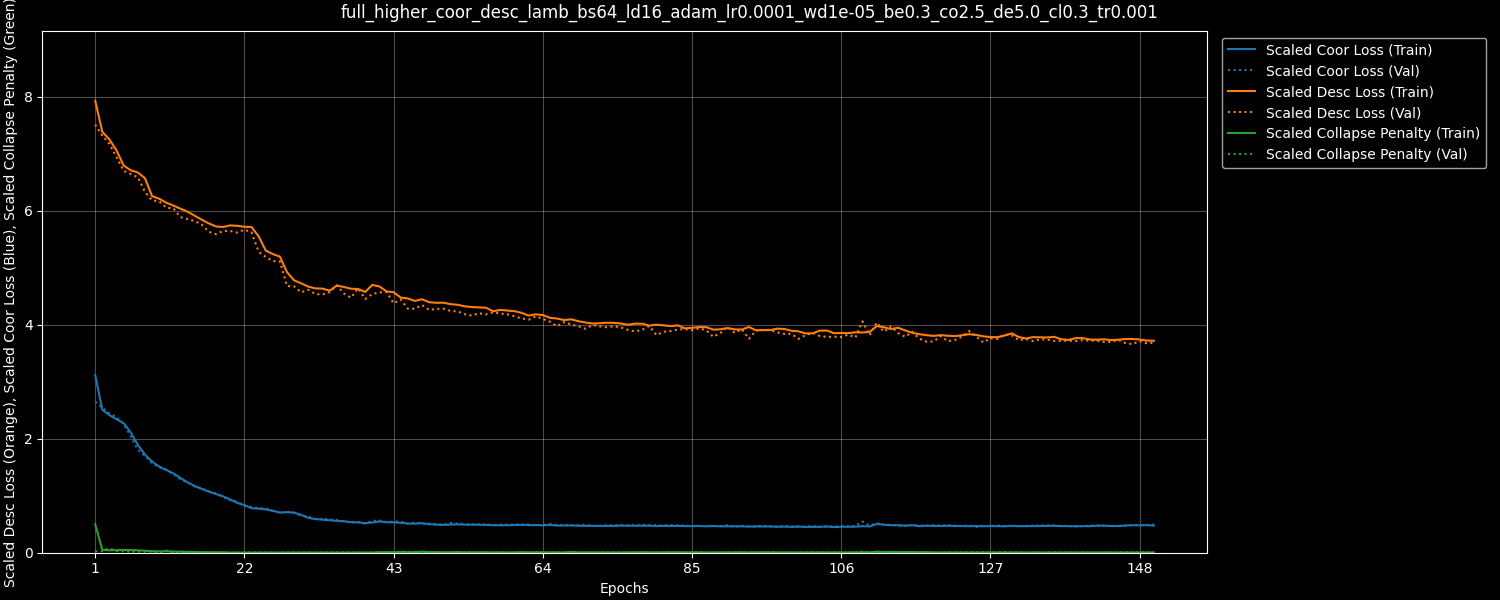 full_higher_coor_desc_lamb_bs64_ld16_adam_lr0.0001_wd1e-05_be0.3_co2.5_de5.0_cl0.3_tr0.001
Scaled Desc Loss (Orange), Scaled Coor Loss (Blue), Scaled Collapse Penalty (Green)
8
6
4
2
0
1 22 43 64 85 106 127 148
Epochs
Scaled Coor Loss (Train)
Scaled Coor Loss (Val)
Scaled Desc Loss (Train)
Scaled Desc Loss (Val)
Scaled Collapse Penalty (Train)
Scaled Collapse Penalty (Val)